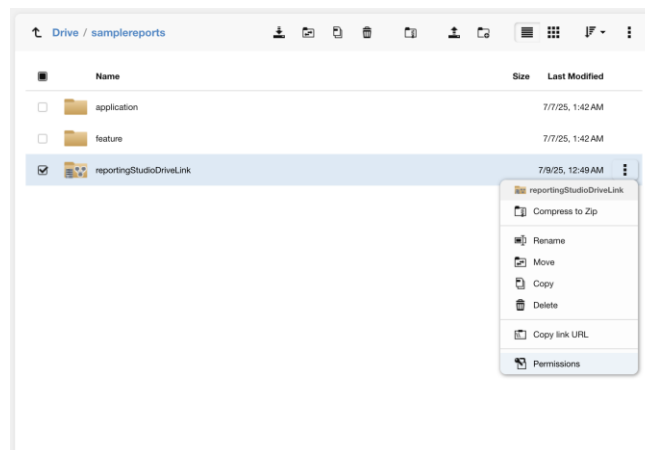 Drive / samplereports
Name Size Last Modified
application 7/7/25, 1:42 AM
feature 7/7/25, 1:42 AM
reportingStudioDriveLink 7/9/25, 12:49 AM
reportingStudioDriveLink
Compress to Zip
Rename
Move
Copy
Delete
Copy link URL
Permissions